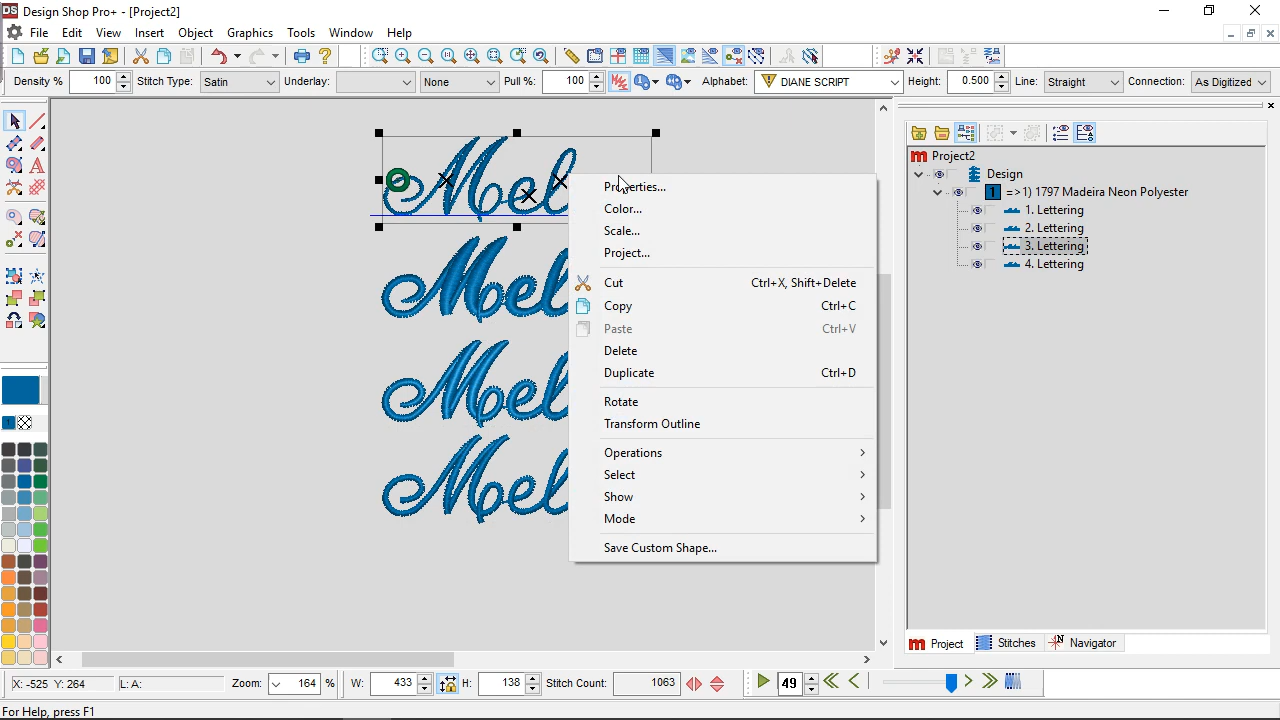 DS Design Shop Pro+ - [Project2]
File Edit View Insert Object Graphics Tools Window Help
Density % 100 Stitch Type: Satin Underlay: None Pull %: 100 Alphabet: DIANE SCRIPT Height: 0.500 Line: Straight Connection: As Digitized
Project2
Design
1 =>1) 1797 Madeira Neon Polyester
1. Lettering
2. Lettering
3. Lettering
4. Lettering
Mel
Mel
Mel
Mel
Properties...
Color...
Scale...
Project...
Cut Ctrl+X, Shift+Delete
Copy Ctrl+C
Paste Ctrl+V
Delete
Duplicate Ctrl+D
Rotate
Transform Outline
Operations
Select
Show
Mode
Save Custom Shape...
1
Project Stitches Navigator
X: -525 Y: 264 L: A: Zoom: 164 % W: 433 H: 138 Stitch Count: 1063 49
For Help, press F1